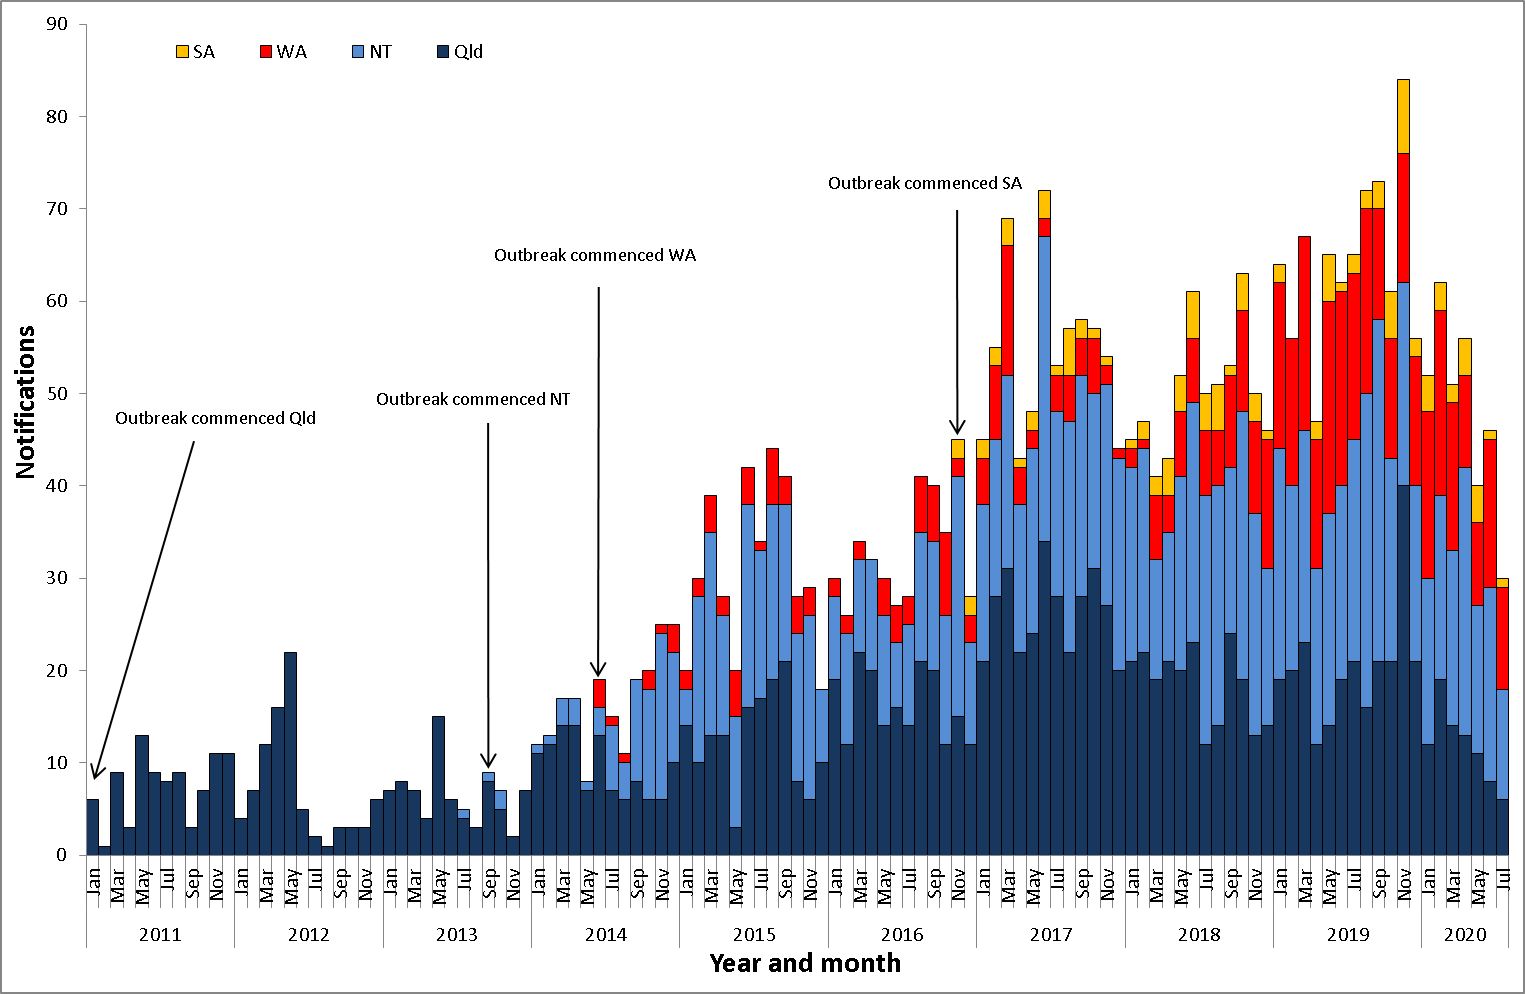 90
SA WA NT Qld
80
Outbreak commenced SA
70
Outbreak commenced WA
60
50
Outbreak commenced NT
Outbreak commenced Qld
Notifications
40
30
20
10
0
Jan Mar May Jul Sep Nov Jan Mar May Jul Sep Nov Jan Mar May Jul Sep Nov Jan Mar May Jul Sep Nov Jan Mar May Jul Sep Nov Jan Mar May Jul Sep Nov Jan Mar May Jul Sep Nov Jan Mar May Jul Sep Nov Jan Mar May Jul Sep Nov Jan Mar May Jul
2011 2012 2013 2014 2015 2016 2017 2018 2019 2020
Year and month